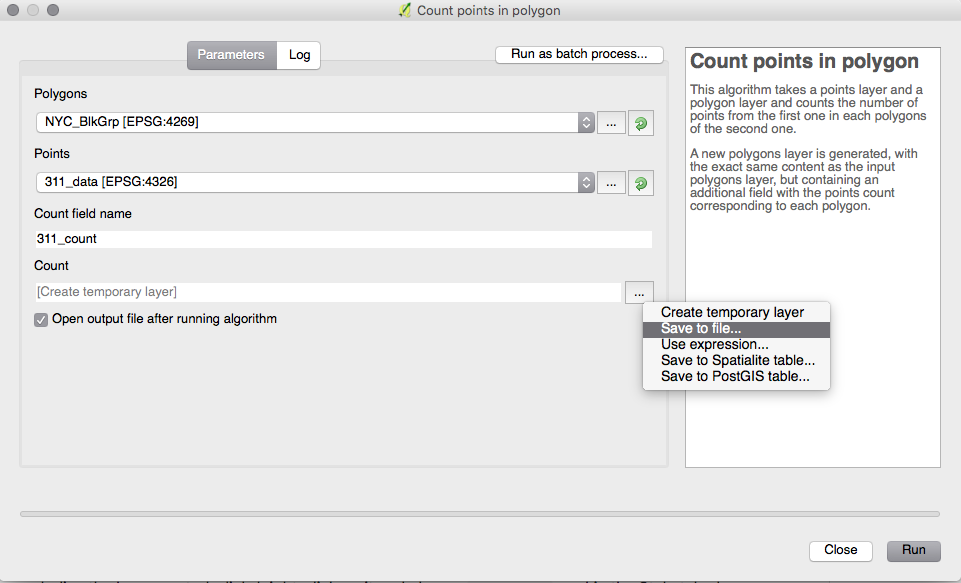 Count points in polygon
Parameters
Log
Run as batch process...
Polygons
NYC_BlkGrp [EPSG:4269]
...
Points
311_data [EPSG:4326]
...
Count field name
311_count
Count
[Create temporary layer]
...
Open output file after running algorithm
Create temporary layer
Save to file...
Use expression...
Save to Spatialite table...
Save to PostGIS table...
Count points in polygon
This algorithm takes a points layer and a
polygon layer and counts the number of
points from the first one in each polygons
of the second one.
A new polygons layer is generated, with
the exact same content as the input
polygons layer, but containing an
additional field with the points count
corresponding to each polygon.
Close
Run